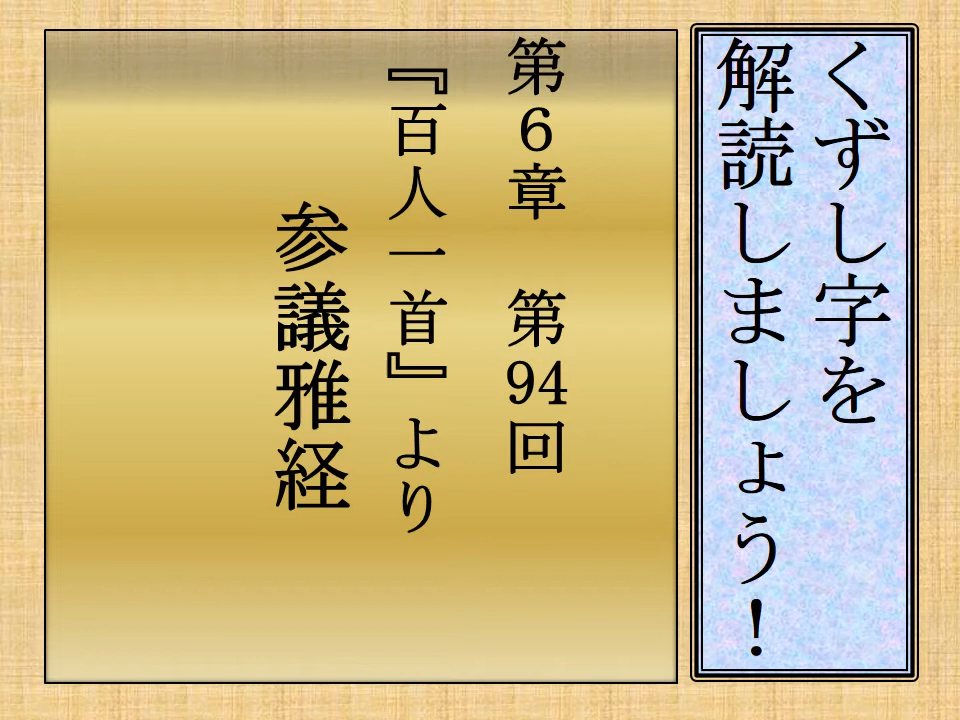 くずし字を
解読しましょう！
第６章　第94回
『百人一首』より
参議雅経